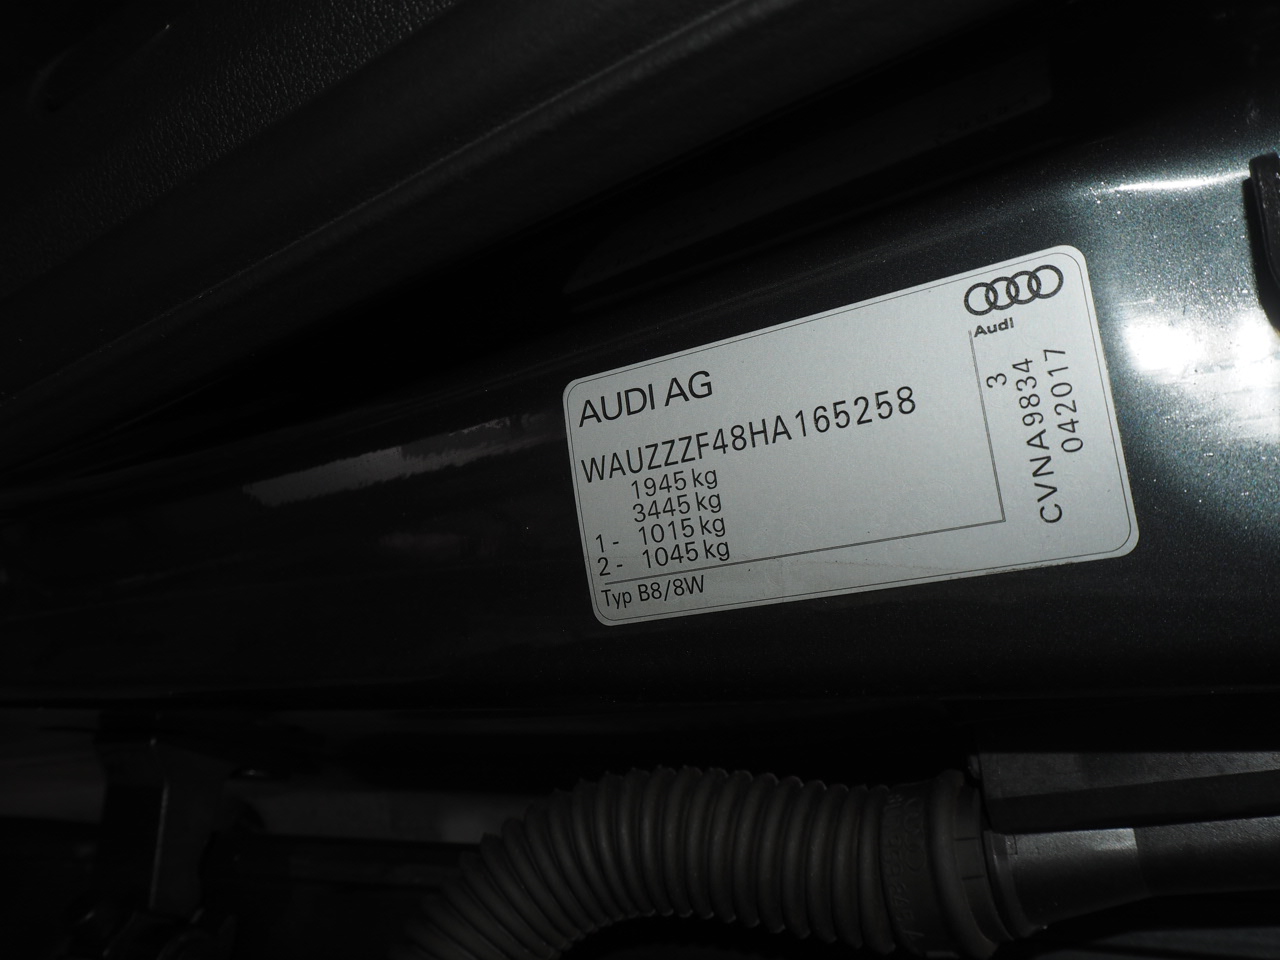 AUDI AG
WAUZZZF48HA165258
1945 kg
3445 kg
1 - 1015 kg
2 - 1045 kg
Typ B8/8W
Audi
3
CVNA9834
042017